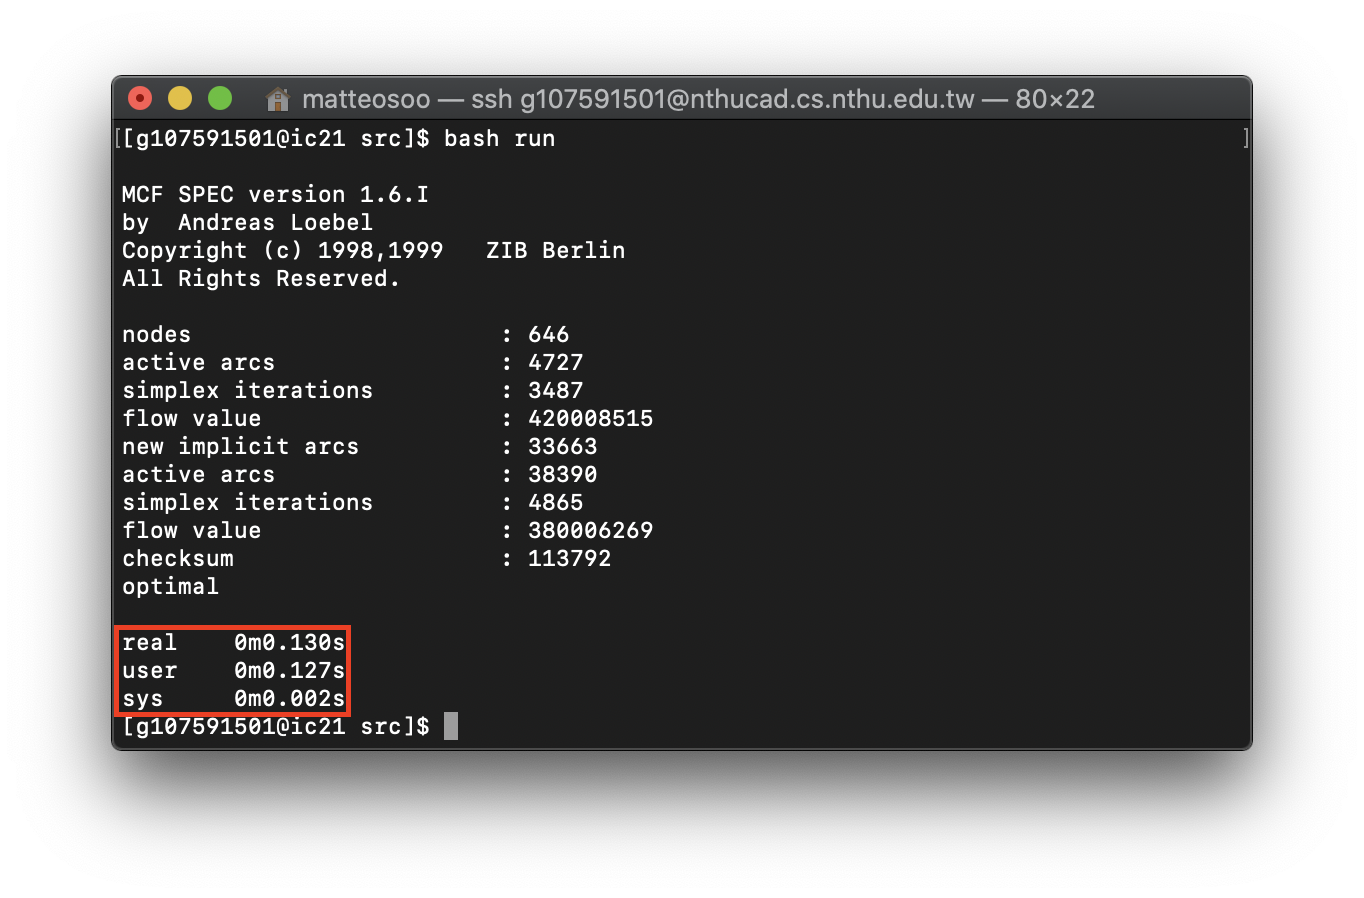 matteosoo — ssh g107591501@nthucad.cs.nthu.edu.tw — 80×22
[[g107591501@ic21 src]$ bash run ]
MCF SPEC version 1.6.I
by  Andreas Loebel
Copyright (c) 1998,1999   ZIB Berlin
All Rights Reserved.
nodes                      : 646
active arcs                : 4727
simplex iterations         : 3487
flow value                 : 420008515
new implicit arcs          : 33663
active arcs                : 38390
simplex iterations         : 4865
flow value                 : 380006269
checksum                   : 113792
optimal
real    0m0.130s
user    0m0.127s
sys     0m0.002s
[g107591501@ic21 src]$